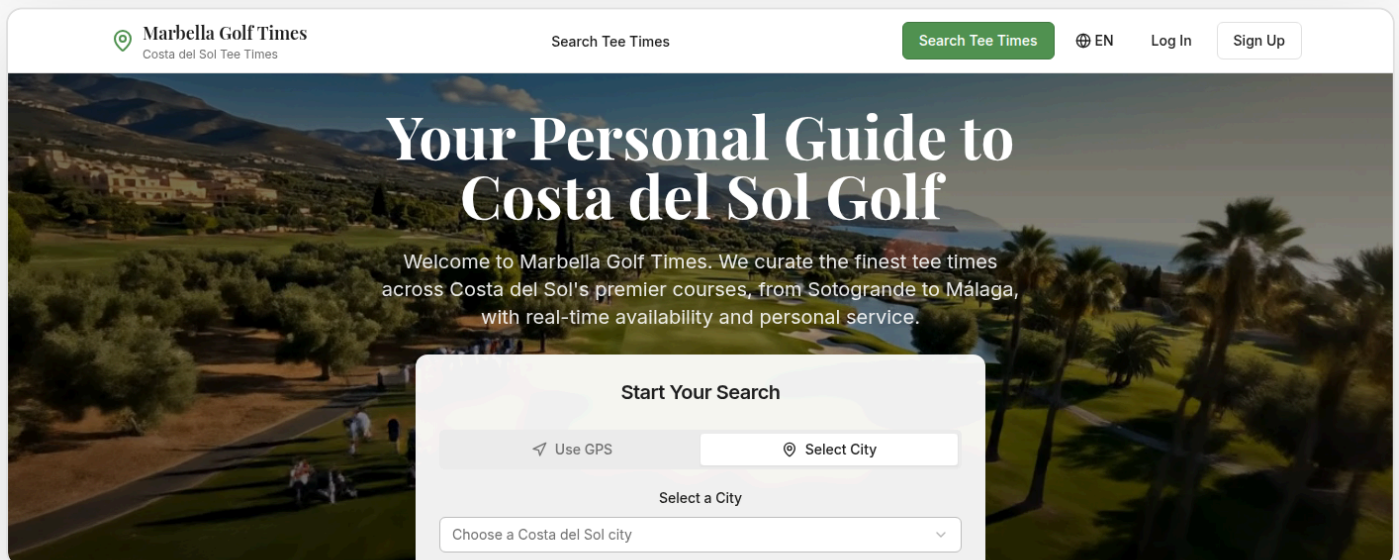 Marbella Golf Times
Costa del Sol Tee Times
Search Tee Times
Search Tee Times
EN
Log In
Sign Up
Your Personal Guide to
Costa del Sol Golf
Welcome to Marbella Golf Times. We curate the finest tee times
across Costa del Sol's premier courses, from Sotogrande to Málaga,
with real-time availability and personal service.
Start Your Search
Use GPS
Select City
Select a City
Choose a Costa del Sol city